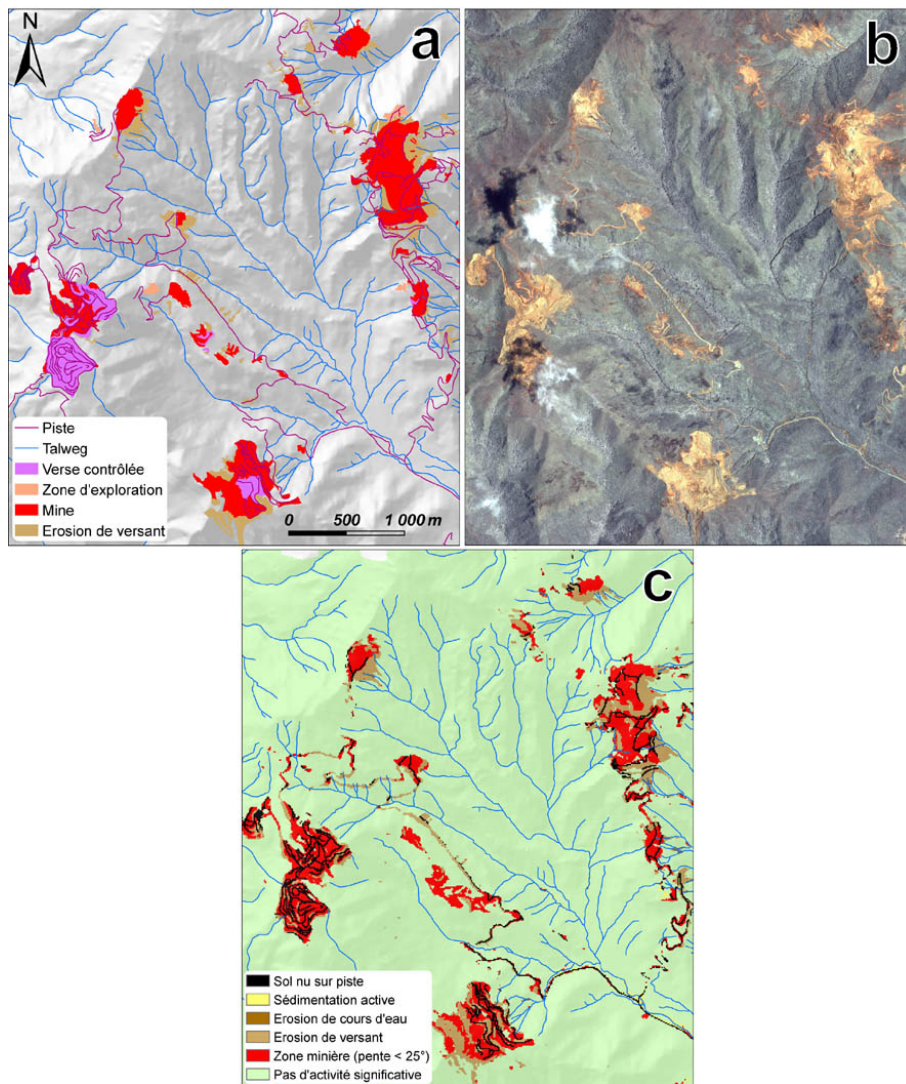 N
a
b
Piste
Talweg
Verse contrôlée
Zone d'exploration
Mine
Erosion de versant
0 500 1 000 m
c
Sol nu sur piste
Sédimentation active
Erosion de cours d'eau
Erosion de versant
Zone minière (pente < 25°)
Pas d'activité significative